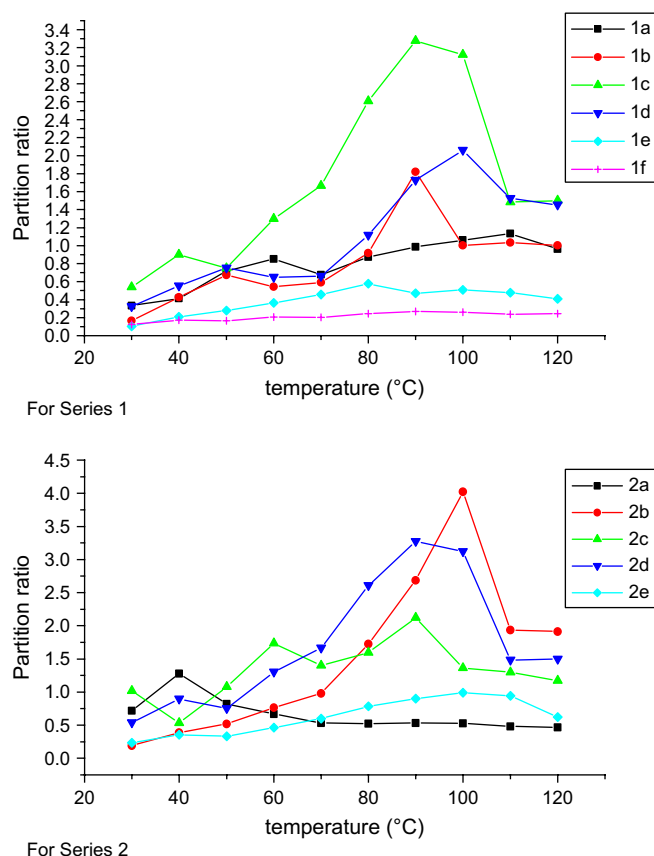 3.4
3.2
3.0
2.8
2.6
2.4
2.2
2.0
1.8
1.6
1.4
1.2
1.0
0.8
0.6
0.4
0.2
0.0
Partition ratio
20 40 60 80 100 120
temperature (°C)
1a
1b
1c
1d
1e
1f
For Series 1
4.5
4.0
3.5
3.0
2.5
2.0
1.5
1.0
0.5
0.0
Partition ratio
20 40 60 80 100 120
temperature (°C)
2a
2b
2c
2d
2e
For Series 2